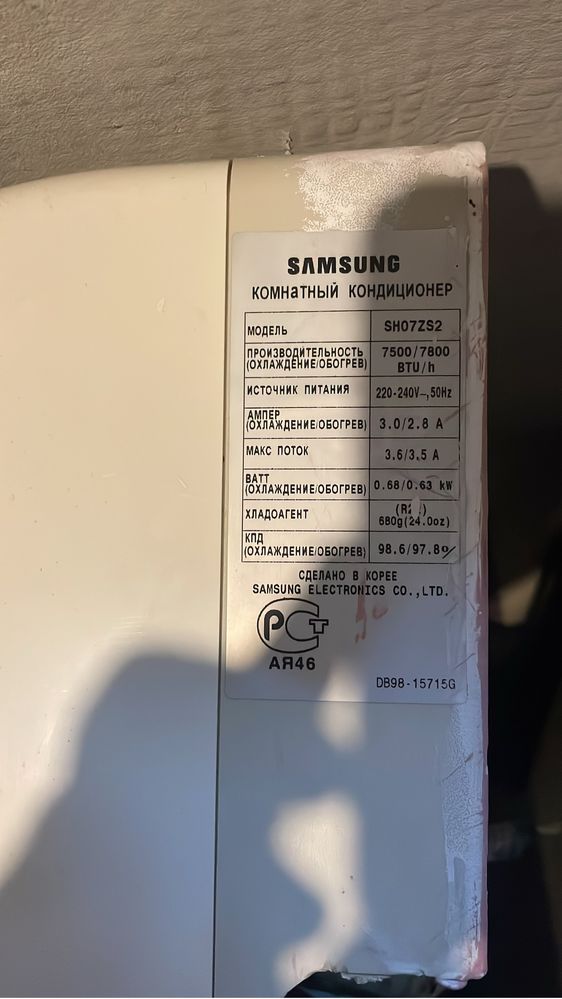 SAMSUNG
КОМНаТНЫЙ КОНДИЦИОНЕР
МОДЕЛЬ SH07ZS2
ПРОИЗВОДИТЕЛЬНОСТЬ
(ОХЛАЖДЕНИЕ/ОБОГРЕВ) 7500/7800
BTU/h
ИСТОЧНИК ПИТАНИЯ 220-240V~,50Hz
АМПЕР
(ОХЛАЖДЕНИЕ/ОБОГРЕВ) 3.0/2.8 A
МАКС ПОТОК 3.6/3.5 A
ВАТТ
(ОХЛАЖДЕНИЕ/ОБОГРЕВ) 0.68/0.63 kW
ХЛАДОАГЕНТ
680g(24.0oz)
КПД
(ОХЛАЖДЕНИЕ/ОБОГРЕВ) 98.6/97.8%
СДЕЛАНО В КОРЕЕ
SAMSUNG ELECTRONICS CO.,LTD.
РСТ
АЯ46
DB98-15715G